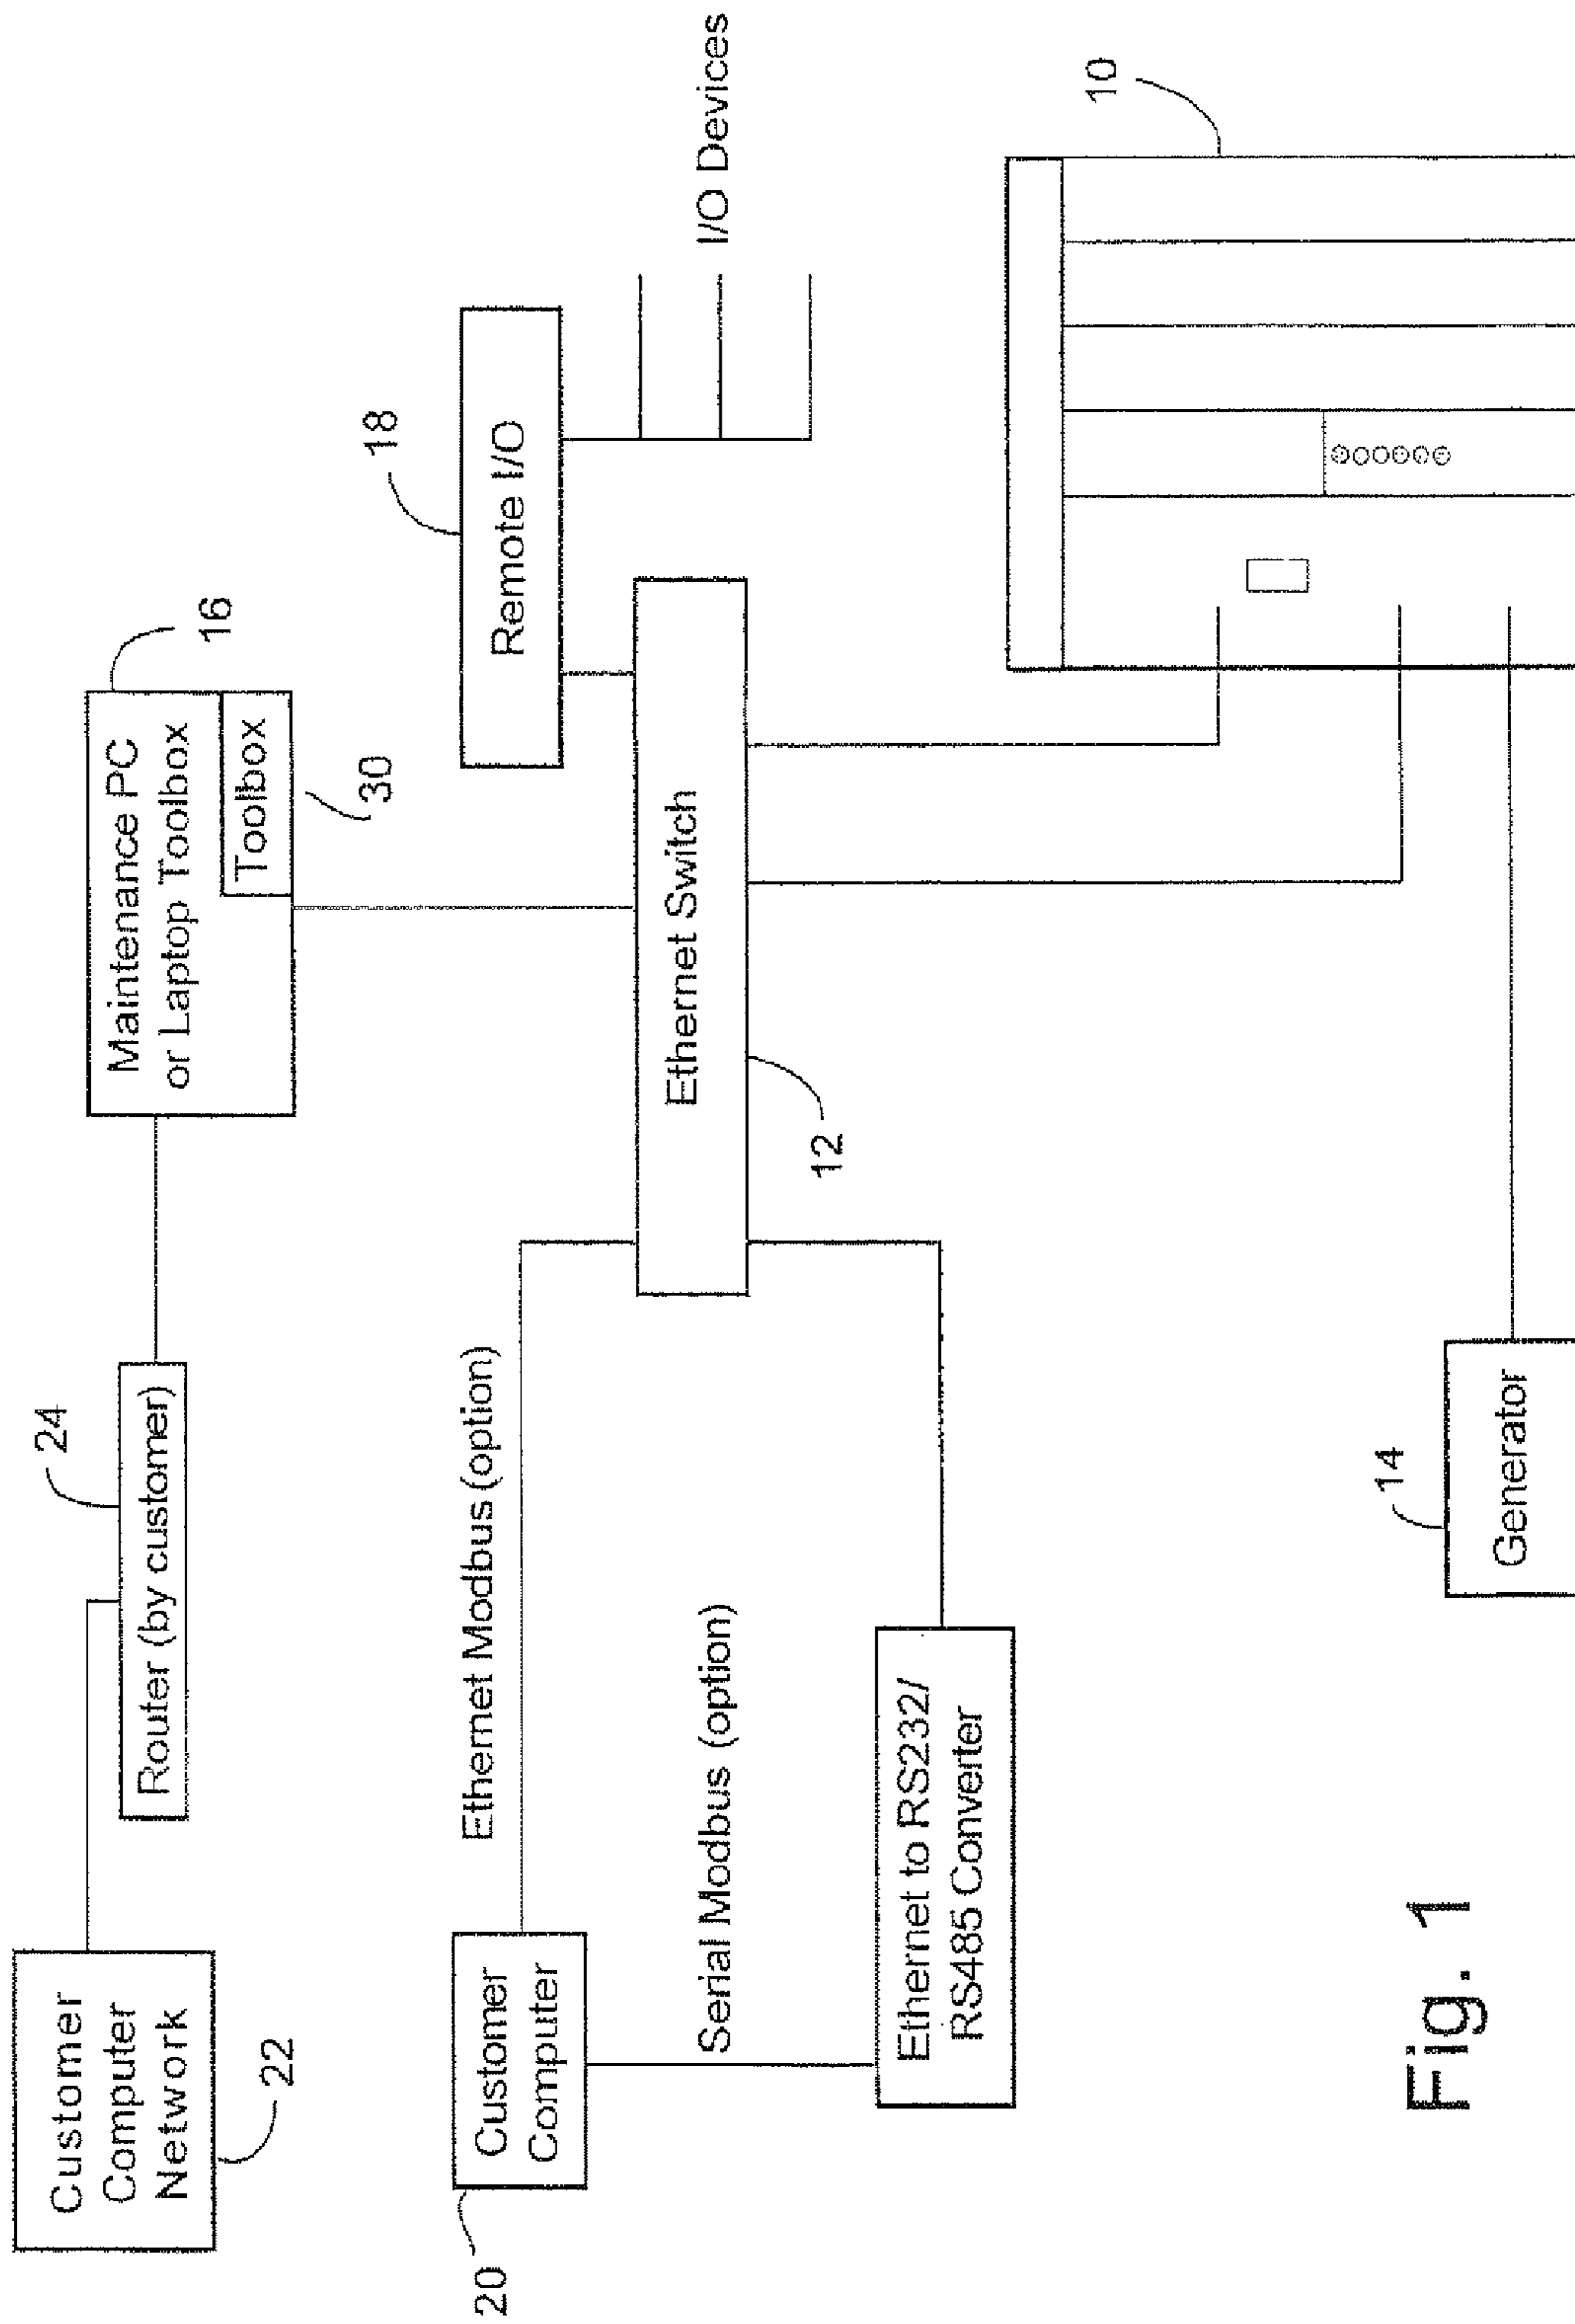 Customer
Computer
Network
22
Router (by customer)
24
Maintenance PC
or Laptop Toolbox
Toolbox
16
30
Customer
Computer
20
Ethernet Modbus (option)
Serial Modbus (option)
Ethernet Switch
12
Remote I/O
18
I/O Devices
Ethernet to RS232/
RS485 Converter
Generator
14
10
Fig. 1